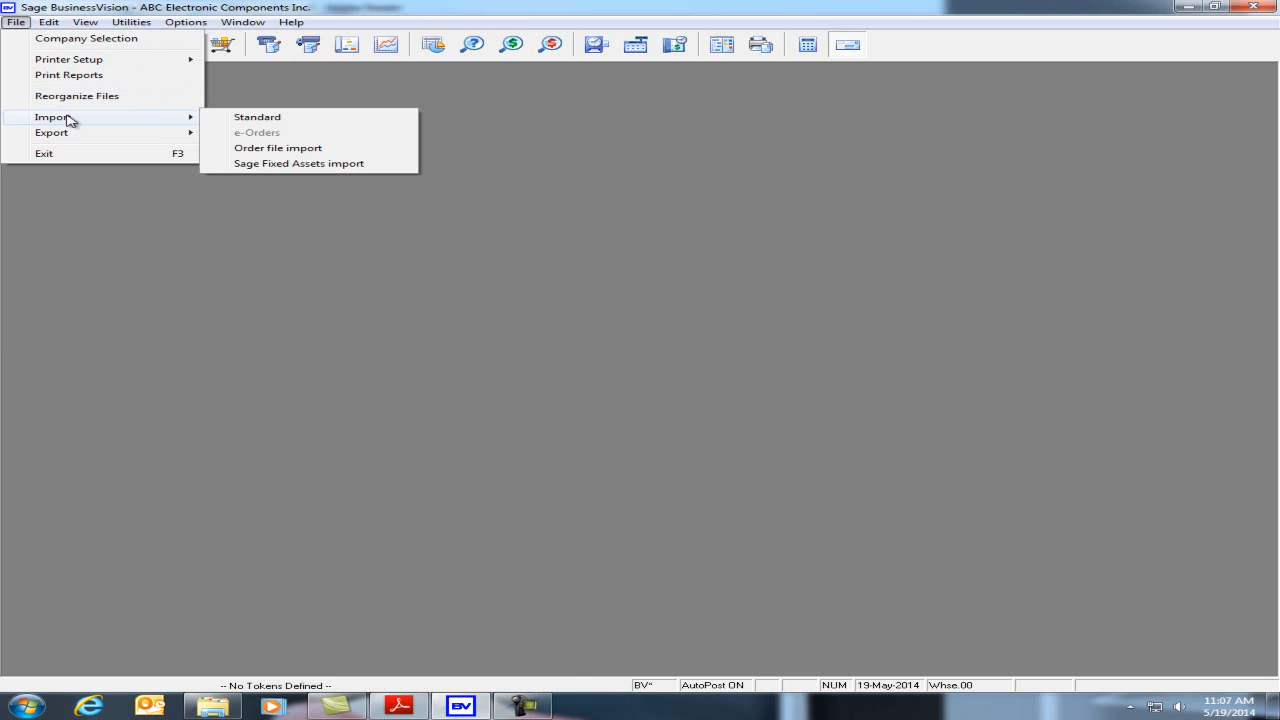 BV Sage BusinessVision - ABC Electronic Components Inc.
File Edit View Utilities Options Window Help
Company Selection
Printer Setup
Print Reports
Reorganize Files
Import
Export
Exit F3
Standard
e-Orders
Order file import
Sage Fixed Assets import
-- No Tokens Defined -- BV* AutoPost ON NUM 19-May-2014 Whse.00
BV
11:07 AM
5/19/2014